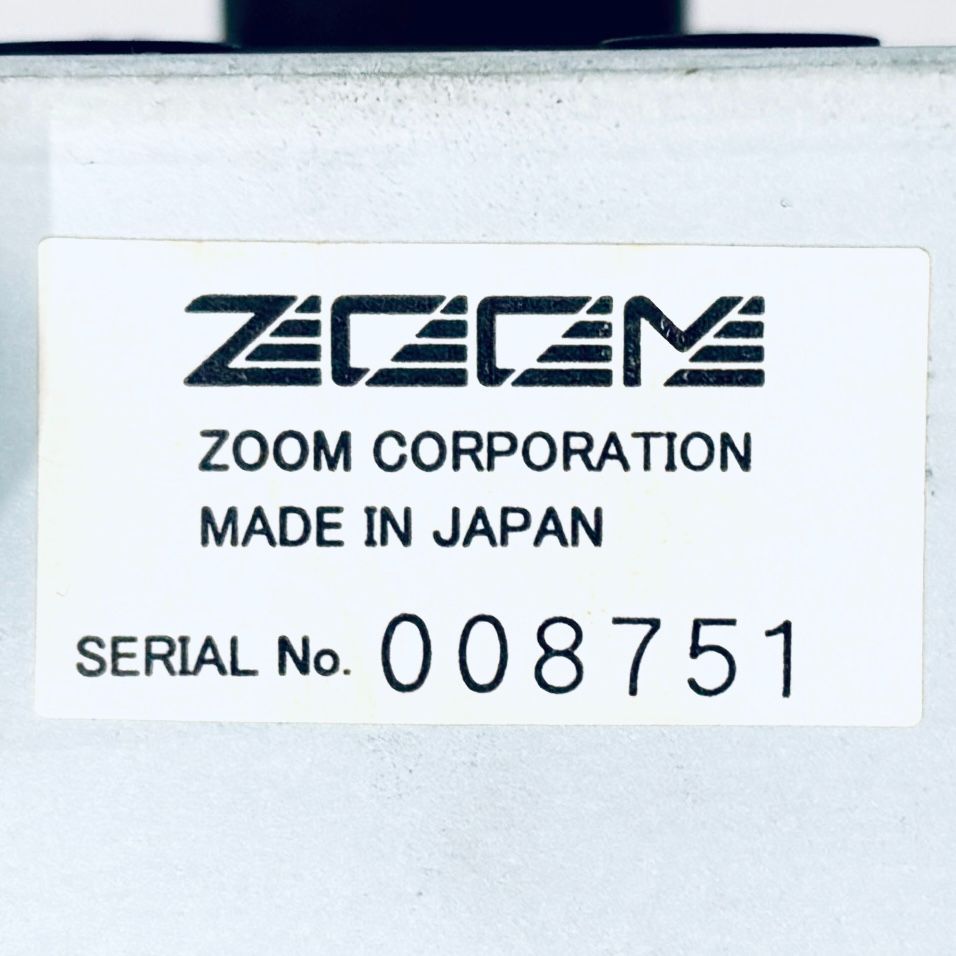 ZOOM
ZOOM CORPORATION
MADE IN JAPAN
SERIAL No. 008751